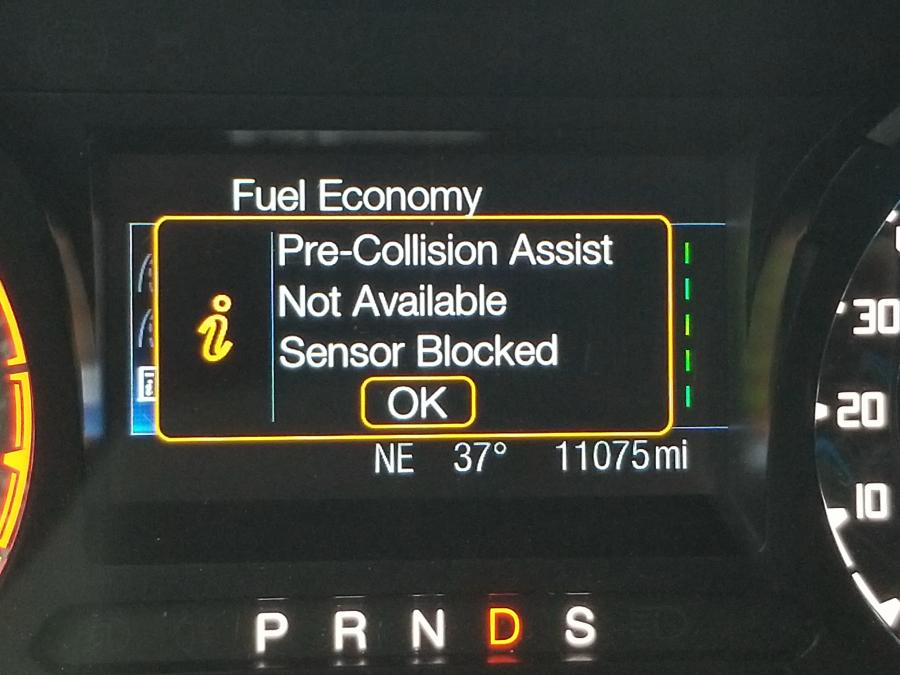 Fuel Economy
Pre-Collision Assist
Not Available
Sensor Blocked
OK
NE 37° 11075mi
30
20
10
P R N D S